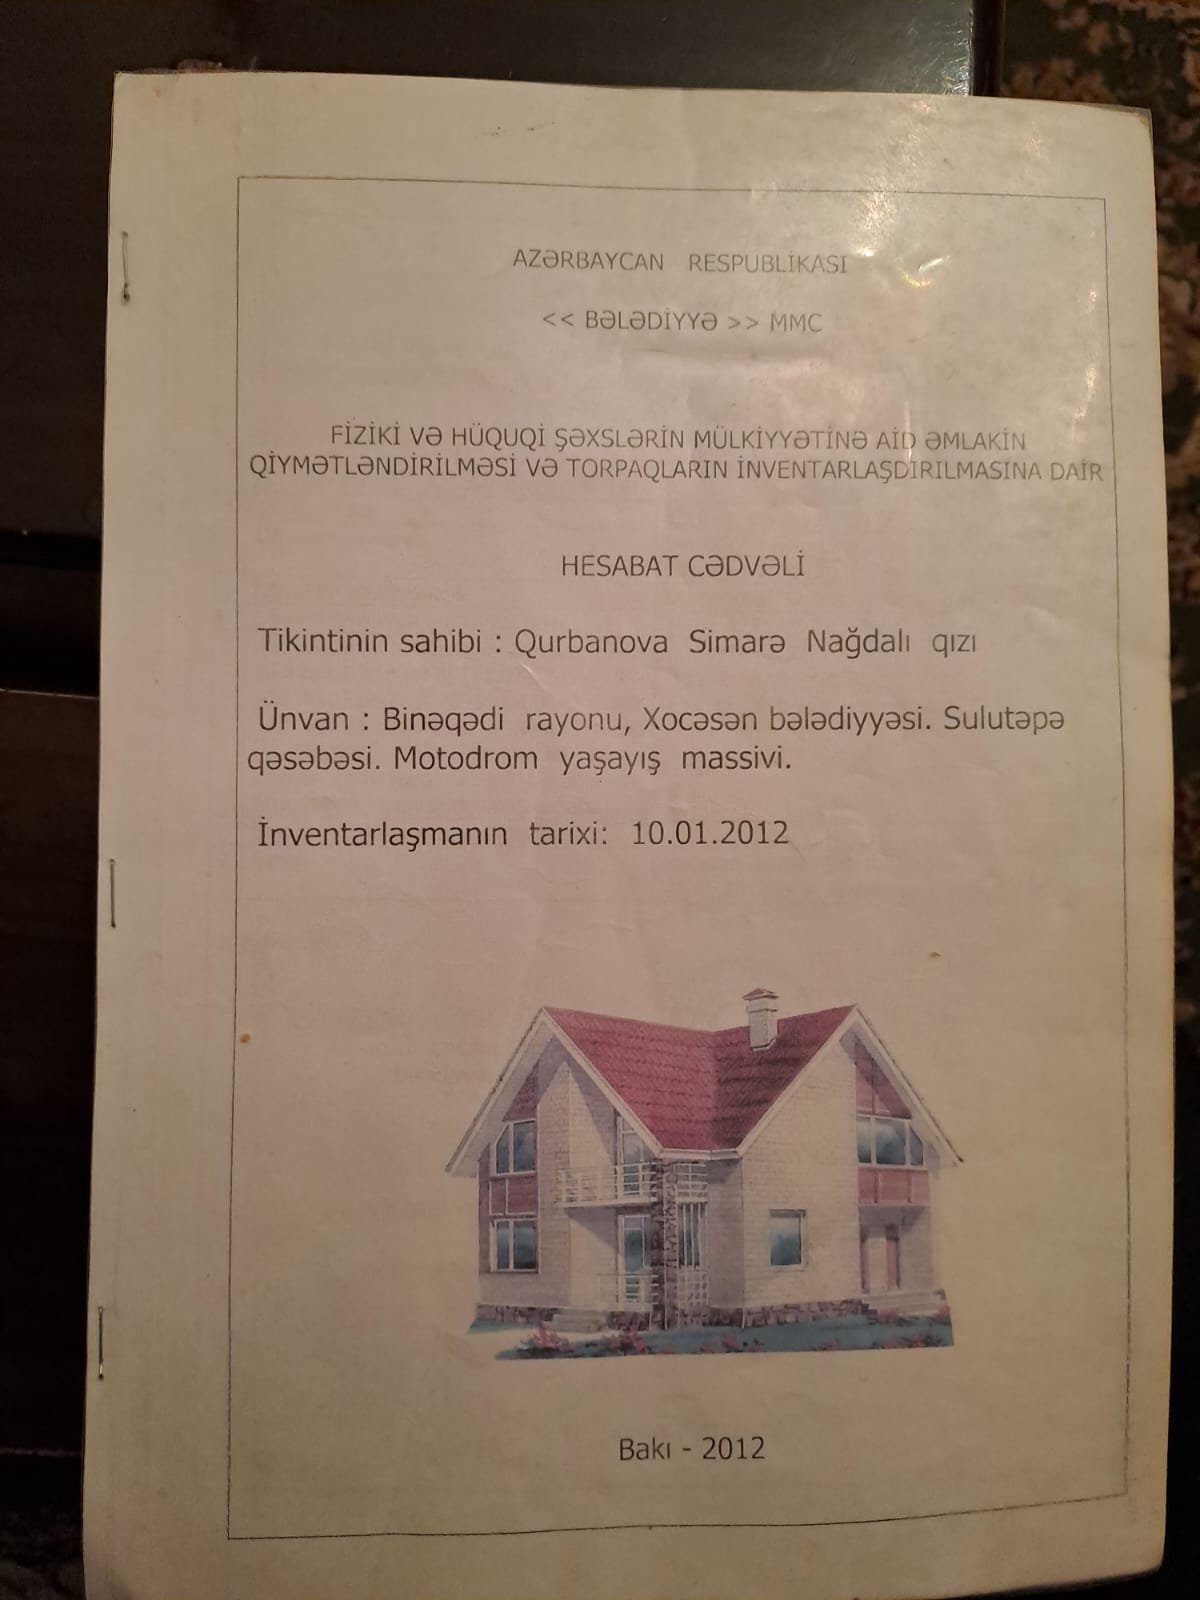 AZƏRBAYCAN RESPUBLİKASI
<< BƏLƏDİYYƏ >> MMC
FİZİKİ VƏ HÜQUQİ ŞƏXSLƏRİN MÜLKİYYƏTİNƏ AİD ƏMLAKİN
QİYMƏTLƏNDİRİLMƏSİ VƏ TORPAQLARIN İNVENTARLAŞDIRILMASINA DAİR
HESABAT CƏDVƏLİ
Tikintinin sahibi : Qurbanova Simarə Nağdalı qızı
Ünvan : Binəqədi rayonu, Xocəsən bələdiyyəsi. Sulutəpə
qəsəbəsi. Motodrom yaşayış massivi.
İnventarlaşmanın tarixi: 10.01.2012
Bakı - 2012